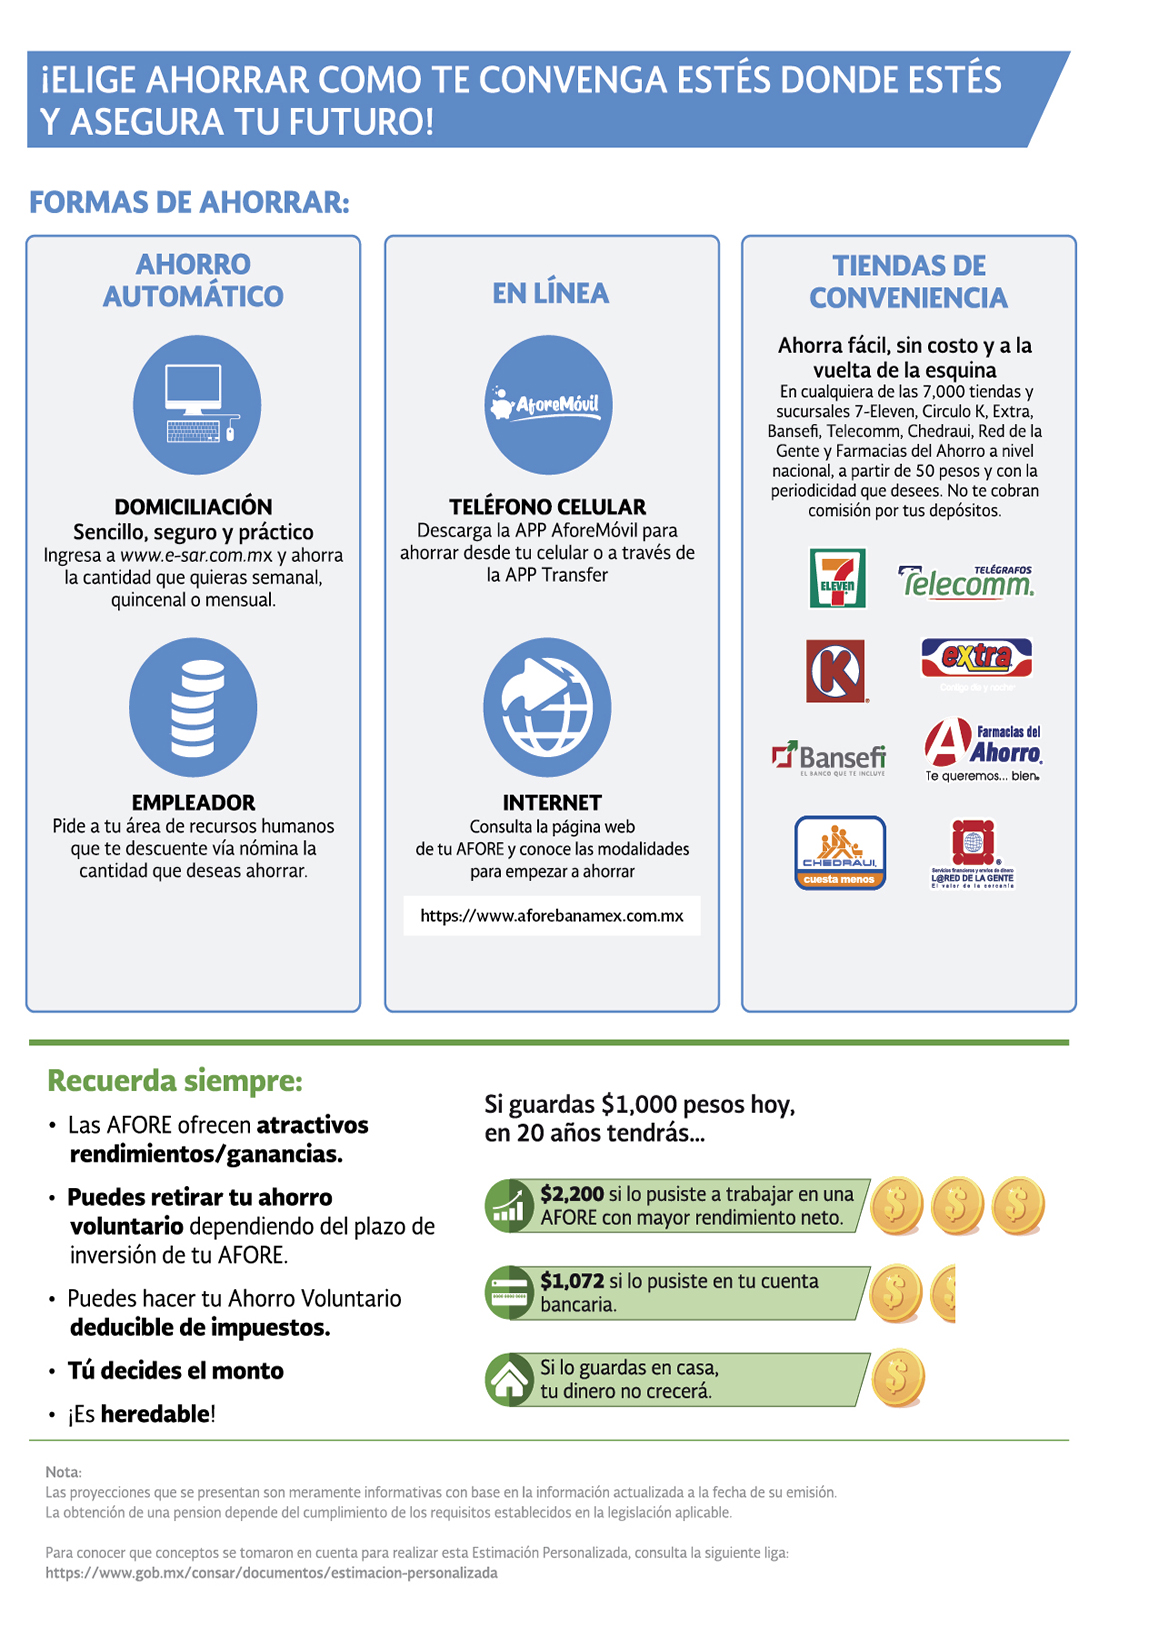 ¡ELIGE AHORRAR COMO TE CONVENGA ESTÉS DONDE ESTÉS
Y ASEGURA TU FUTURO!
FORMAS DE AHORRAR:
AHORRO
AUTOMÁTICO
DOMICILIACIÓN
Sencillo, seguro y práctico
Ingresa a www.e-sar.com.mx y ahorra
la cantidad que quieras semanal,
quincenal o mensual.
EMPLEADOR
Pide a tu área de recursos humanos
que te descuente vía nómina la
cantidad que deseas ahorrar.
EN LÍNEA
AforeMóvil
TELÉFONO CELULAR
Descarga la APP AforeMóvil para
ahorrar desde tu celular o a través de
la APP Transfer
INTERNET
Consulta la página web
de tu AFORE y conoce las modalidades
para empezar a ahorrar
https://www.aforebanamex.com.mx
TIENDAS DE
CONVENIENCIA
Ahorra fácil, sin costo y a la
vuelta de la esquina
En cualquiera de las 7,000 tiendas y
sucursales 7-Eleven, Circulo K, Extra,
Bansefi, Telecomm, Chedraui, Red de la
Gente y Farmacias del Ahorro a nivel
nacional, a partir de 50 pesos y con la
periodicidad que desees. No te cobran
comisión por tus depósitos.
7 ELEVEN
TELÉGRAFOS
Telecomm.
K
extra
Contigo día y noche
Bansefi
EL BANCO QUE TE INCLUYE
A Farmacias del
Ahorro.
Te queremos... bien.
CHEDRAUI
cuesta menos
Servicios financieros y envíos de dinero
L@RED DE LA GENTE
El valor de la cercanía
Recuerda siempre:
• Las AFORE ofrecen atractivos
rendimientos/ganancias.
• Puedes retirar tu ahorro
voluntario dependiendo del plazo de
inversión de tu AFORE.
• Puedes hacer tu Ahorro Voluntario
deducible de impuestos.
• Tú decides el monto
• ¡Es heredable!
Si guardas $1,000 pesos hoy,
en 20 años tendrás...
$2,200 si lo pusiste a trabajar en una
AFORE con mayor rendimiento neto.
$ $ $
$1,072 si lo pusiste en tu cuenta
bancaria.
$ $
Si lo guardas en casa,
tu dinero no crecerá.
$
Nota:
Las proyecciones que se presentan son meramente informativas con base en la información actualizada a la fecha de su emisión.
La obtención de una pension depende del cumplimiento de los requisitos establecidos en la legislación aplicable.
Para conocer que conceptos se tomaron en cuenta para realizar esta Estimación Personalizada, consulta la siguiente liga:
https://www.gob.mx/consar/documentos/estimacion-personalizada